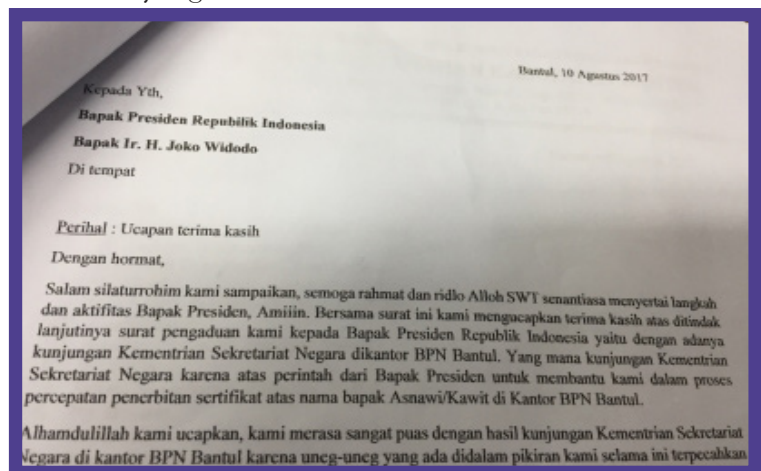 Bantul, 10 Agustus 2017
Kepada Yth,
Bapak Presiden Republik Indonesia
Bapak Ir. H. Joko Widodo
Di tempat
Perihal : Ucapan terima kasih
Dengan hormat,
Salam silaturrohim kami sampaikan, semoga rahmat dan ridlo Alloh SWT senantiasa menyertai langkah
dan aktifitas Bapak Presiden, Amiiin. Bersama surat ini kami mengucapkan terima kasih atas ditindak
lanjutinya surat pengaduan kami kepada Bapak Presiden Republik Indonesia yaitu dengan adanya
kunjungan Kementrian Sekretariat Negara dikantor BPN Bantul. Yang mana kunjungan Kementrian
Sekretariat Negara karena atas perintah dari Bapak Presiden untuk membantu kami dalam proses
percepatan penerbitan sertifikat atas nama bapak Asnawi/Kawit di Kantor BPN Bantul.
Alhamdulillah kami ucapkan, kami merasa sangat puas dengan hasil kunjungan Kementrian Sekretariat
Negara di kantor BPN Bantul karena uneg-uneg yang ada didalam pikiran kami selama ini terpecahkan